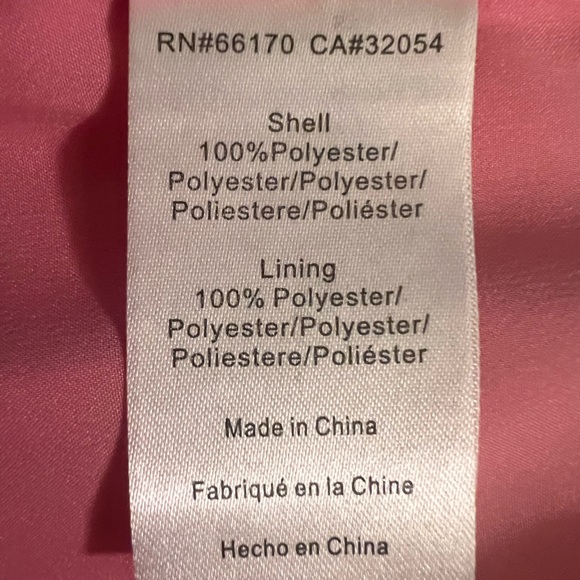 RN#66170 CA#32054
Shell
100%Polyester/
Polyester/Polyester/
Poliestere/Poliéster
Lining
100% Polyester/
Polyester/Polyester/
Poliestere/Poliéster
Made in China
Fabriqué en la Chine
Hecho en China